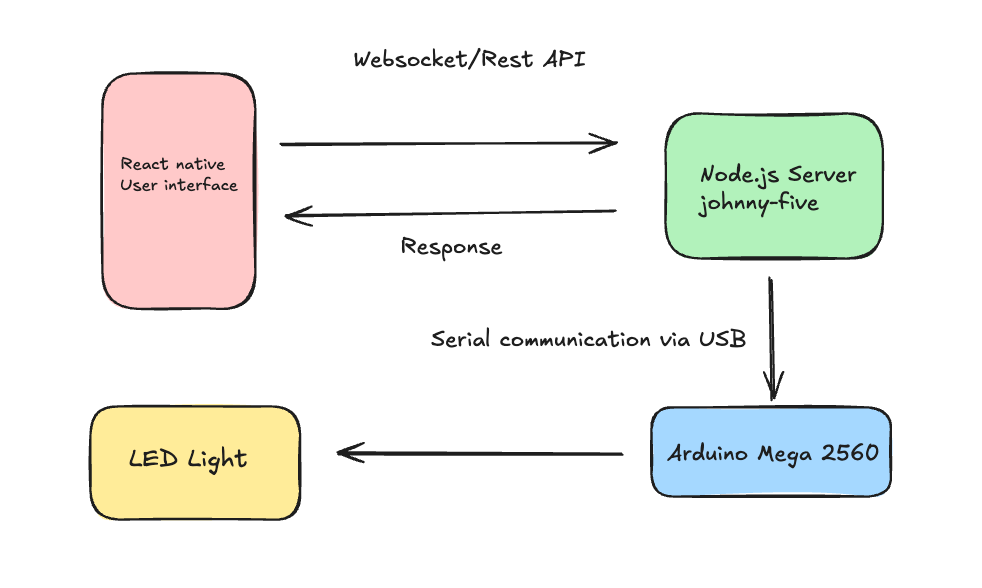 Websocket/Rest API
React native
User interface
Node.js Server
johnny-five
Response
Serial communication via USB
LED Light
Arduino Mega 2560